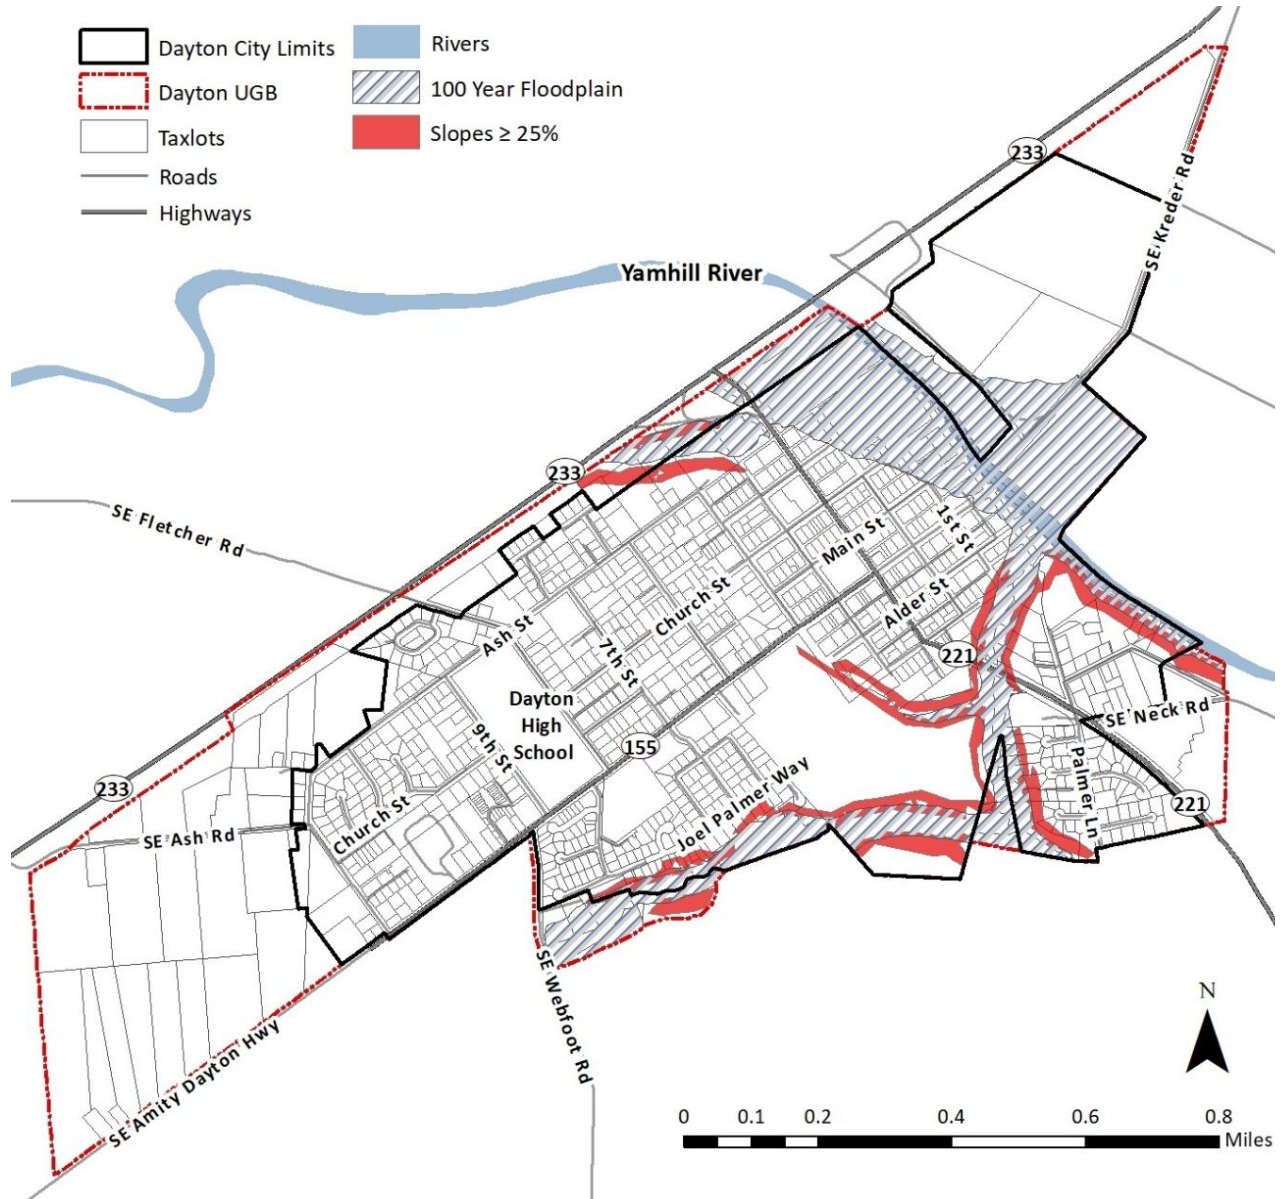 Dayton City Limits
Dayton UGB
Taxlots
Roads
Highways
Rivers
100 Year Floodplain
Slopes ≥ 25%
233
SE Kreder Rd
Yamhill River
233
SE Fletcher Rd
1st St
Main St
Church St
Alder St
Ash St
7th St
221
Dayton
High
School
SE Neck Rd
9th St
155
Palmer Ln
Joel Palmer Way
233
221
Church St
SE Ash Rd
SE Webfoot Rd
SE Amity Dayton Hwy
N
0 0.1 0.2 0.4 0.6 0.8
Miles